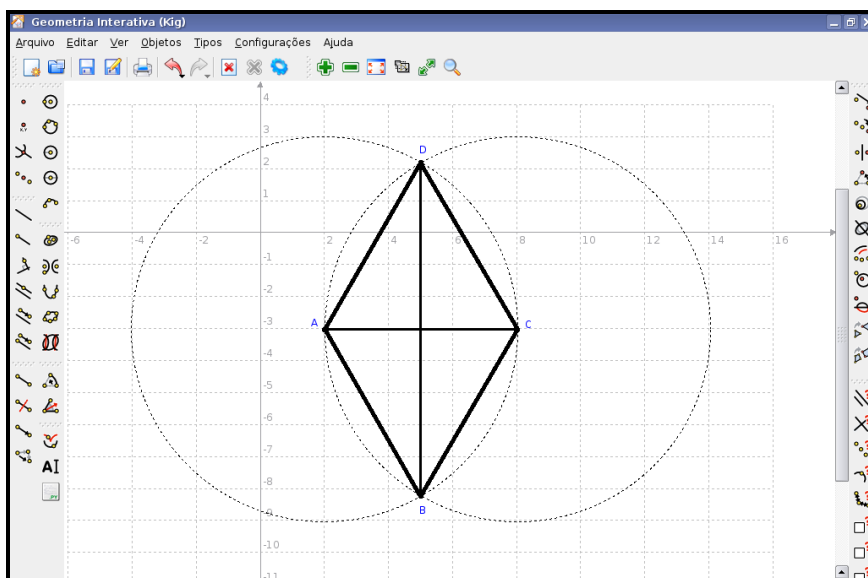 Geometria Interativa (Kig)
Arquivo Editar Ver Objetos Tipos Configurações Ajuda
4
3
D
2
1
-6 -4 -2 2 4 6 8 10 12 14 16
-1
-2
A -3 C
-4
-5
-6
-7
-8
B -9
-10
-11
X,Y
AI